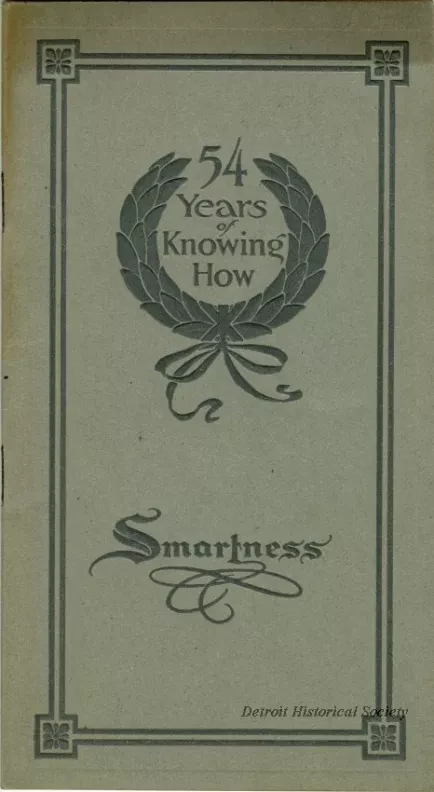 54
Years
of
Knowing
How
Smartness
Detroit Historical Society